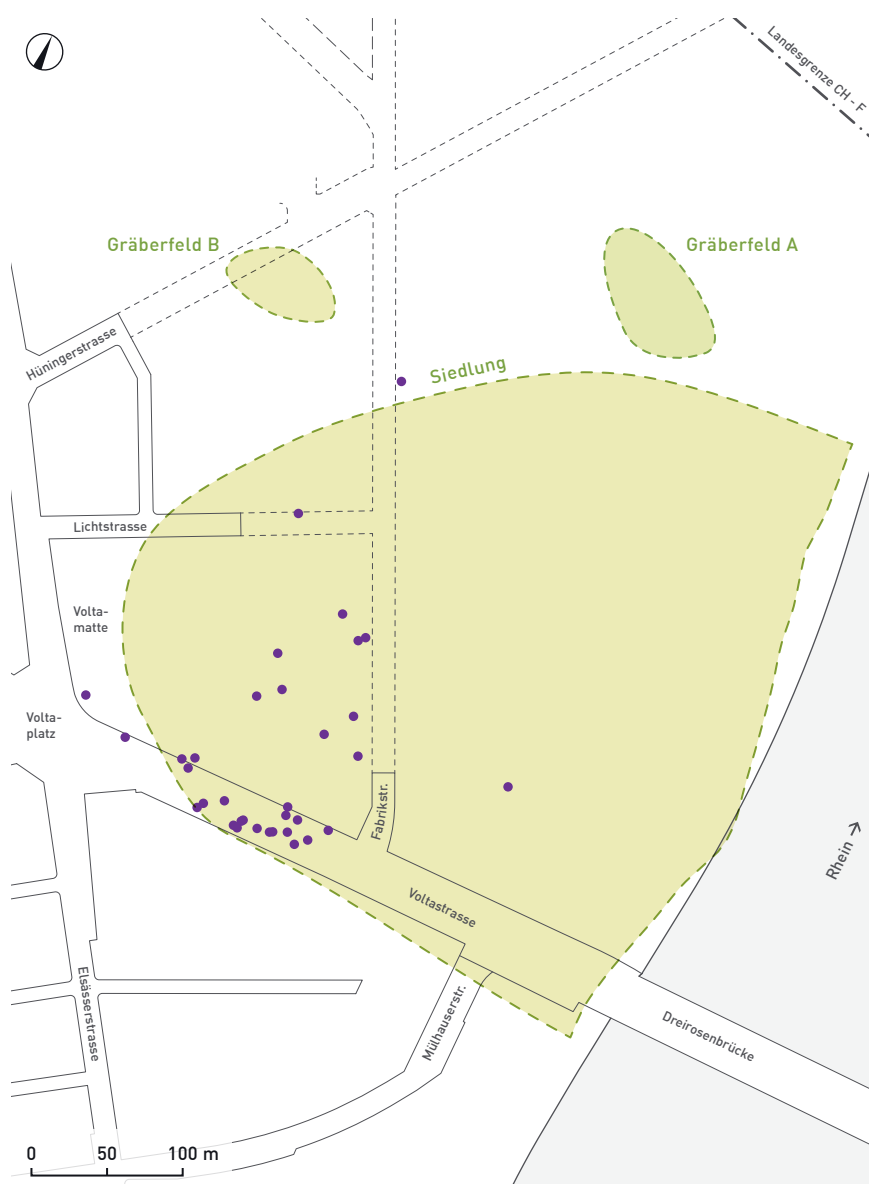 Landesgrenze CH - F
Gräberfeld B
Gräberfeld A
Hüningerstrasse
Siedlung
Lichtstrasse
Volta-
matte
Volta-
platz
Fabrikstr.
Rhein
Voltastrasse
Elsässerstrasse
Mülhauserstr.
Dreirosenbrücke
0 50 100 m